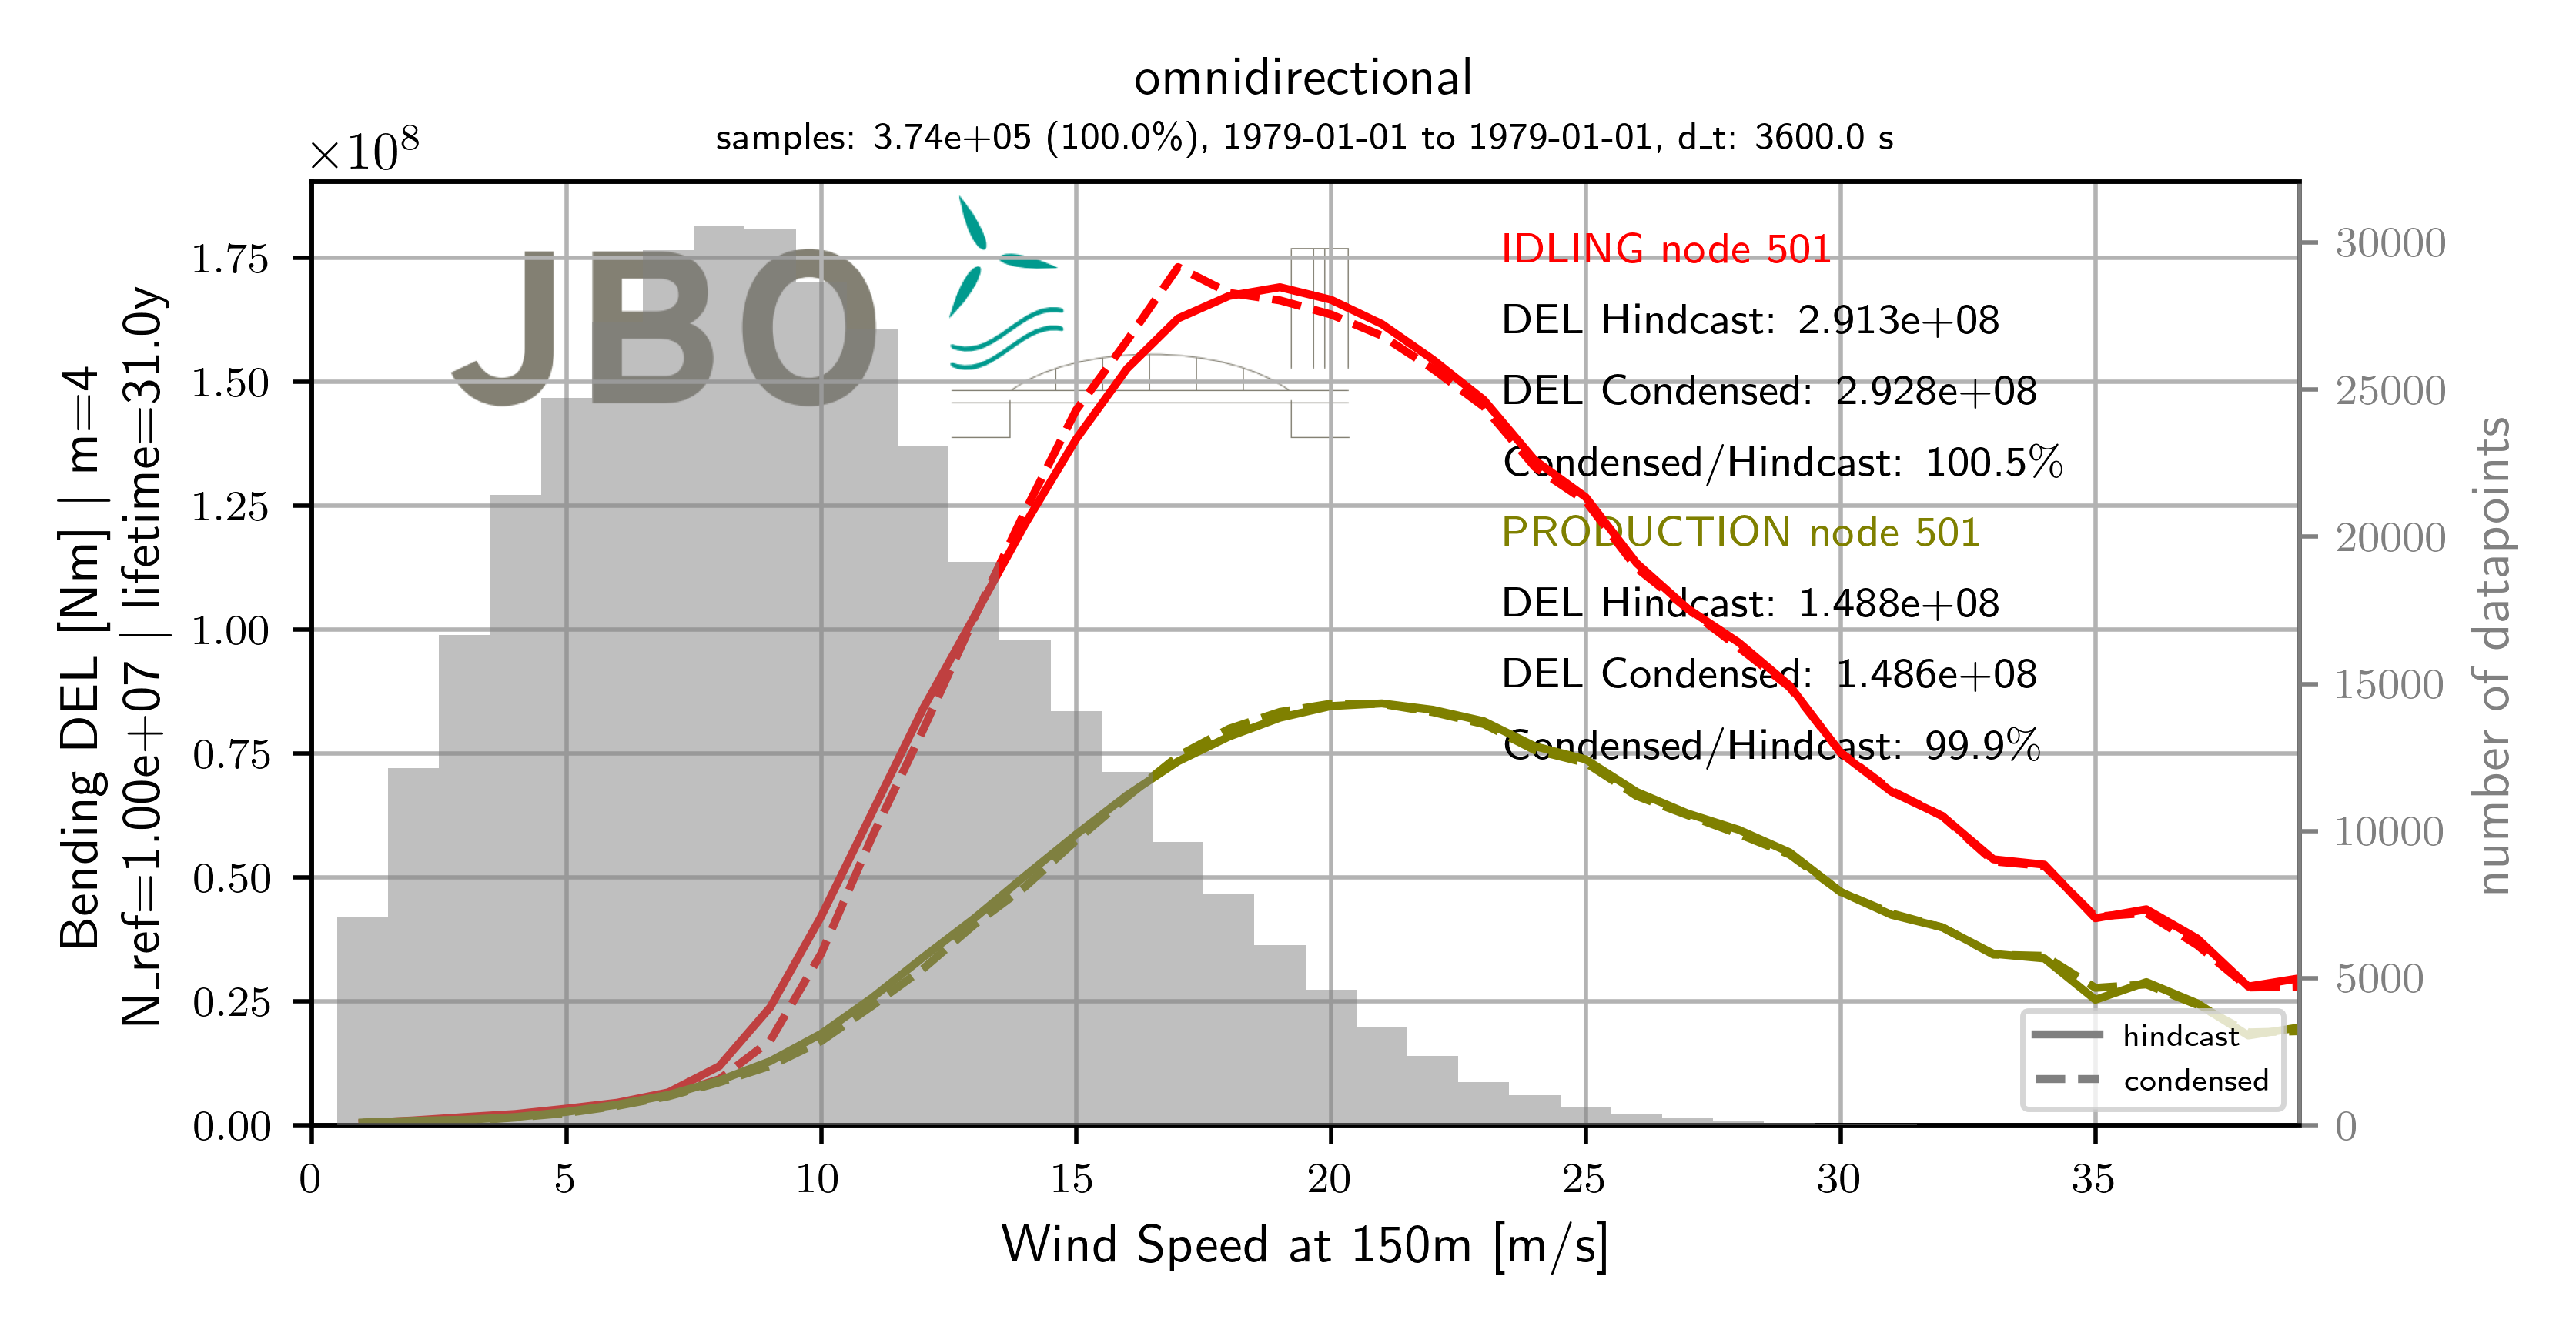 omnidirectional
samples: 3.74e+05 (100.0%), 1979-01-01 to 1979-01-01, d_t: 3600.0 s
×10⁸
JBO
IDLING node 501
DEL Hindcast: 2.913e+08
DEL Condensed: 2.928e+08
Condensed/Hindcast: 100.5%
PRODUCTION node 501
DEL Hindcast: 1.488e+08
DEL Condensed: 1.486e+08
Condensed/Hindcast: 99.9%
Bending DEL [Nm] | m=4
N_ref=1.00e+07 | lifetime=31.0y
1.75
1.50
1.25
1.00
0.75
0.50
0.25
0.00
30000
25000
20000
15000
10000
5000
0
number of datapoints
hindcast
condensed
0 5 10 15 20 25 30 35
Wind Speed at 150m [m/s]